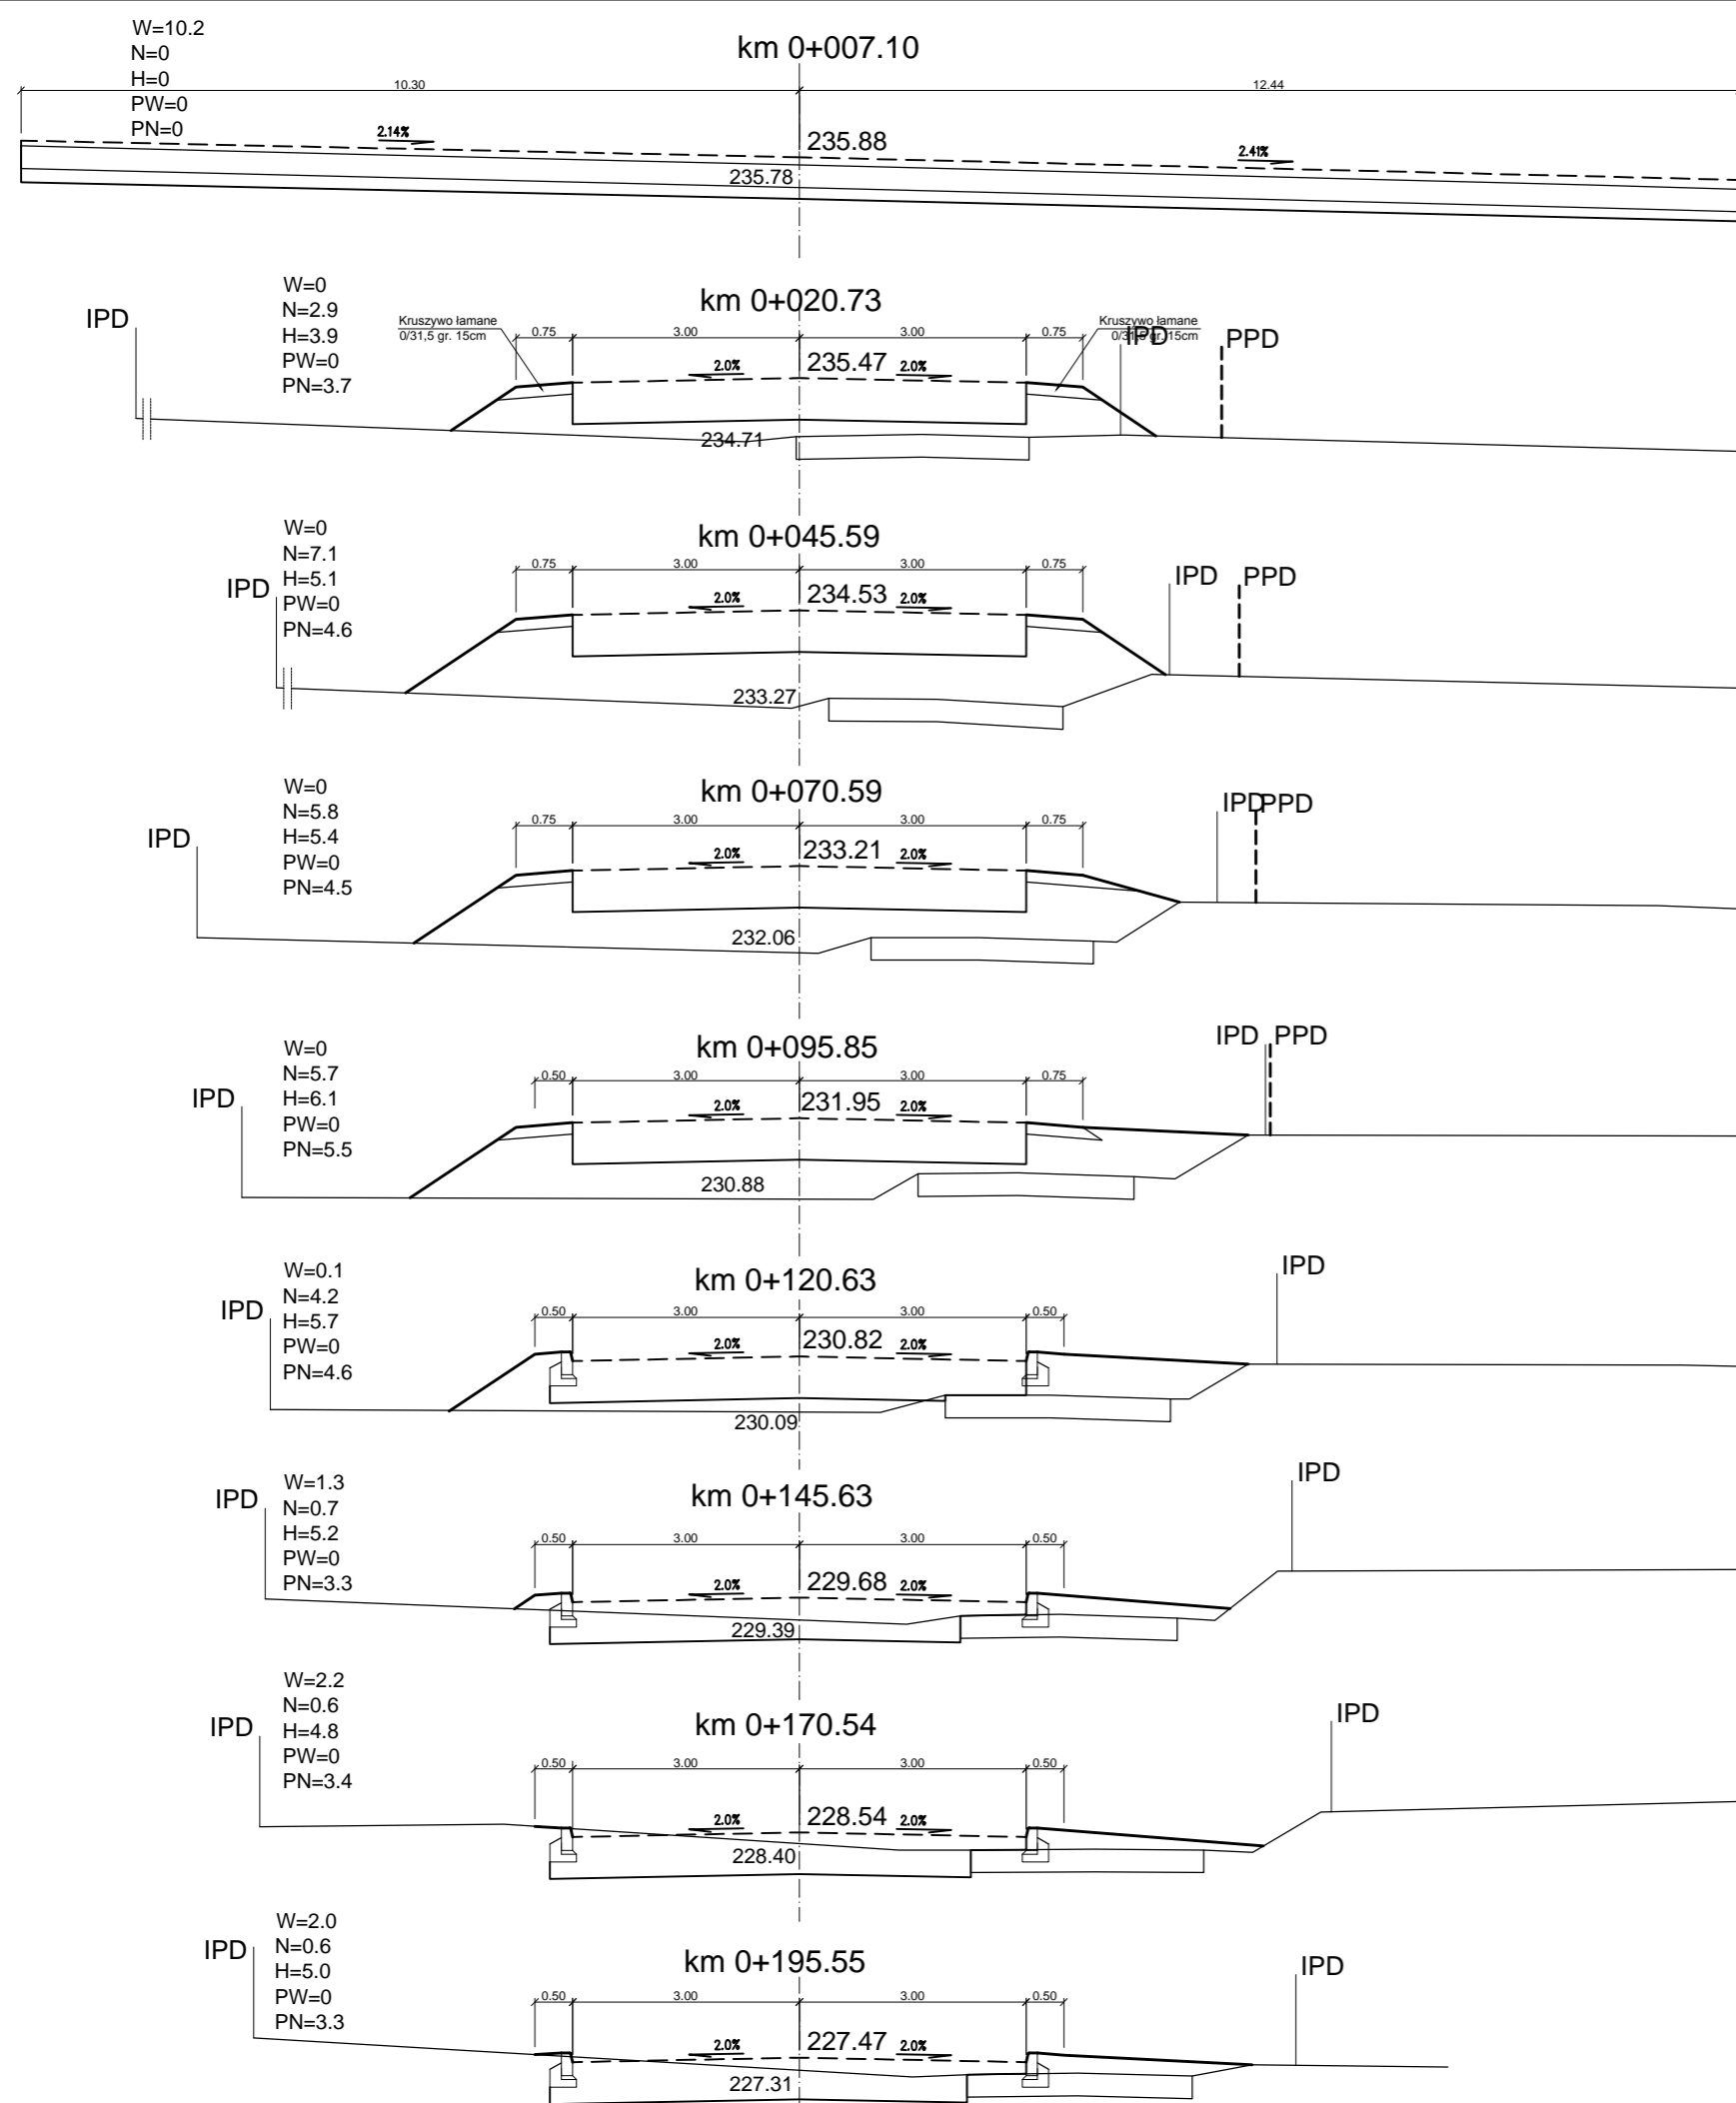 W=10.2
N=0
H=0
PW=0
PN=0
km 0+007.10
10.30
12.44
2.14%
235.88
2.41%
235.78
W=0
N=2.9
H=3.9
PW=0
PN=3.7
km 0+020.73
IPD
Kruszywo łamane
0/31,5 gr. 15cm
0.75
3.00
3.00
0.75
Kruszywo łamane
0/31,5 gr. 15cm
IPD
PPD
2.0%
235.47
2.0%
234.71
W=0
N=7.1
H=5.1
PW=0
PN=4.6
km 0+045.59
0.75
3.00
3.00
0.75
IPD
IPD
PPD
2.0%
234.53
2.0%
233.27
W=0
N=5.8
H=5.4
PW=0
PN=4.5
km 0+070.59
0.75
3.00
3.00
0.75
IPD
IPD
PPD
2.0%
233.21
2.0%
232.06
W=0
N=5.7
H=6.1
PW=0
PN=5.5
km 0+095.85
0.50
3.00
3.00
0.75
IPD
IPD
PPD
2.0%
231.95
2.0%
230.88
W=0.1
N=4.2
H=5.7
PW=0
PN=4.6
km 0+120.63
0.50
3.00
3.00
0.50
IPD
IPD
2.0%
230.82
2.0%
230.09
W=1.3
N=0.7
H=5.2
PW=0
PN=3.3
km 0+145.63
0.50
3.00
3.00
0.50
IPD
IPD
2.0%
229.68
2.0%
229.39
W=2.2
N=0.6
H=4.8
PW=0
PN=3.4
km 0+170.54
0.50
3.00
3.00
0.50
IPD
IPD
2.0%
228.54
2.0%
228.40
W=2.0
N=0.6
H=5.0
PW=0
PN=3.3
km 0+195.55
0.50
3.00
3.00
0.50
IPD
IPD
2.0%
227.47
2.0%
227.31